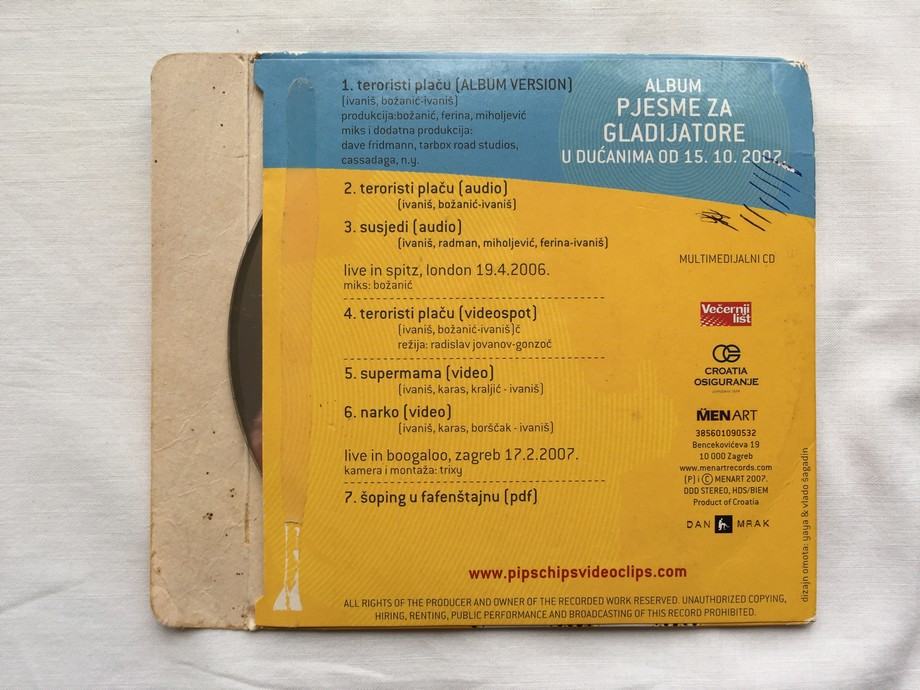 1. teroristi plaču (ALBUM VERSION)
(ivaniš, božanić-ivaniš)
produkcija:božanić, ferina, miholjević
miks i dodatna produkcija:
dave fridmann, tarbox road studios,
cassadaga, n.y.
2. teroristi plaču (audio)
(ivaniš, božanić-ivaniš)
3. susjedi (audio)
(ivaniš, radman, miholjević, ferina-ivaniš)
live in spitz, london 19.4.2006.
miks: božanić
4. teroristi plaču (videospot)
(ivaniš, božanić-ivaniš)č
režija: radislav jovanov-gonzoč
5. supermama (video)
(ivaniš, karas, kraljić - ivaniš)
6. narko (video)
(ivaniš, karas, borščak - ivaniš)
live in boogaloo, zagreb 17.2.2007.
kamera i montaža: trixy
7. šoping u fafenštajnu (pdf)
ALBUM
PJESME ZA
GLADIJATORE
U DUĆANIMA OD 15. 10. 2007.
MULTIMEDIJALNI CD
Večernji
list
CROATIA
OSIGURANJE
MENART
385601090532
Bencekovićeva 19
10 000 Zagreb
www.menartrecords.com
(P) i © MENART 2007.
DDD STEREO, HDS/BIEM
Product of Croatia
DAN MRAK
dizajn omota: yaya & vlado šagadin
www.pipschipsvideoclips.com
ALL RIGHTS OF THE PRODUCER AND OWNER OF THE RECORDED WORK RESERVED. UNAUTHORIZED COPYING,
HIRING, RENTING, PUBLIC PERFORMANCE AND BROADCASTING OF THIS RECORD PROHIBITED.